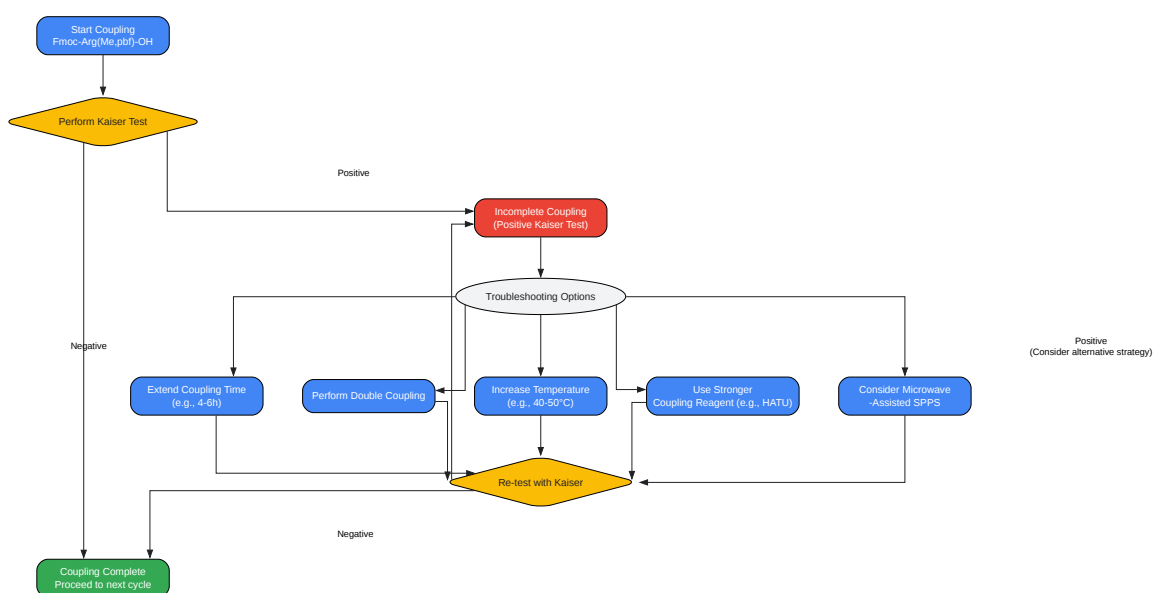 Start Coupling
Fmoc-Arg(Me,pbf)-OH
Perform Kaiser Test
Positive
Incomplete Coupling
(Positive Kaiser Test)
Troubleshooting Options
Negative
Positive
(Consider alternative strategy)
Extend Coupling Time
(e.g., 4-6h)
Perform Double Coupling
Increase Temperature
(e.g., 40-50°C)
Use Stronger
Coupling Reagent (e.g., HATU)
Consider Microwave
-Assisted SPPS
Re-test with Kaiser
Negative
Coupling Complete
Proceed to next cycle